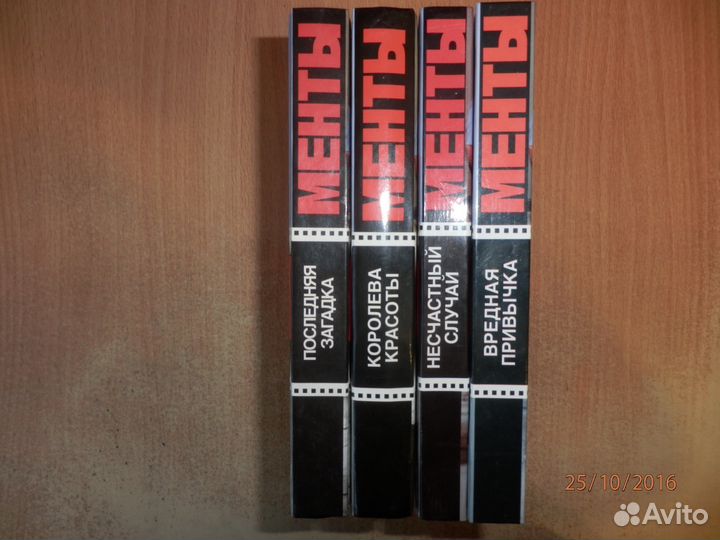 МЕНТЫ
ПОСЛЕДНЯЯ
ЗАГАДКА
МЕНТЫ
КОРОЛЕВА
КРАСОТЫ
МЕНТЫ
НЕСЧАСТНЫЙ
СЛУЧАЙ
МЕНТЫ
ВРЕДНАЯ
ПРИВЫЧКА
25/10/2016
Avito